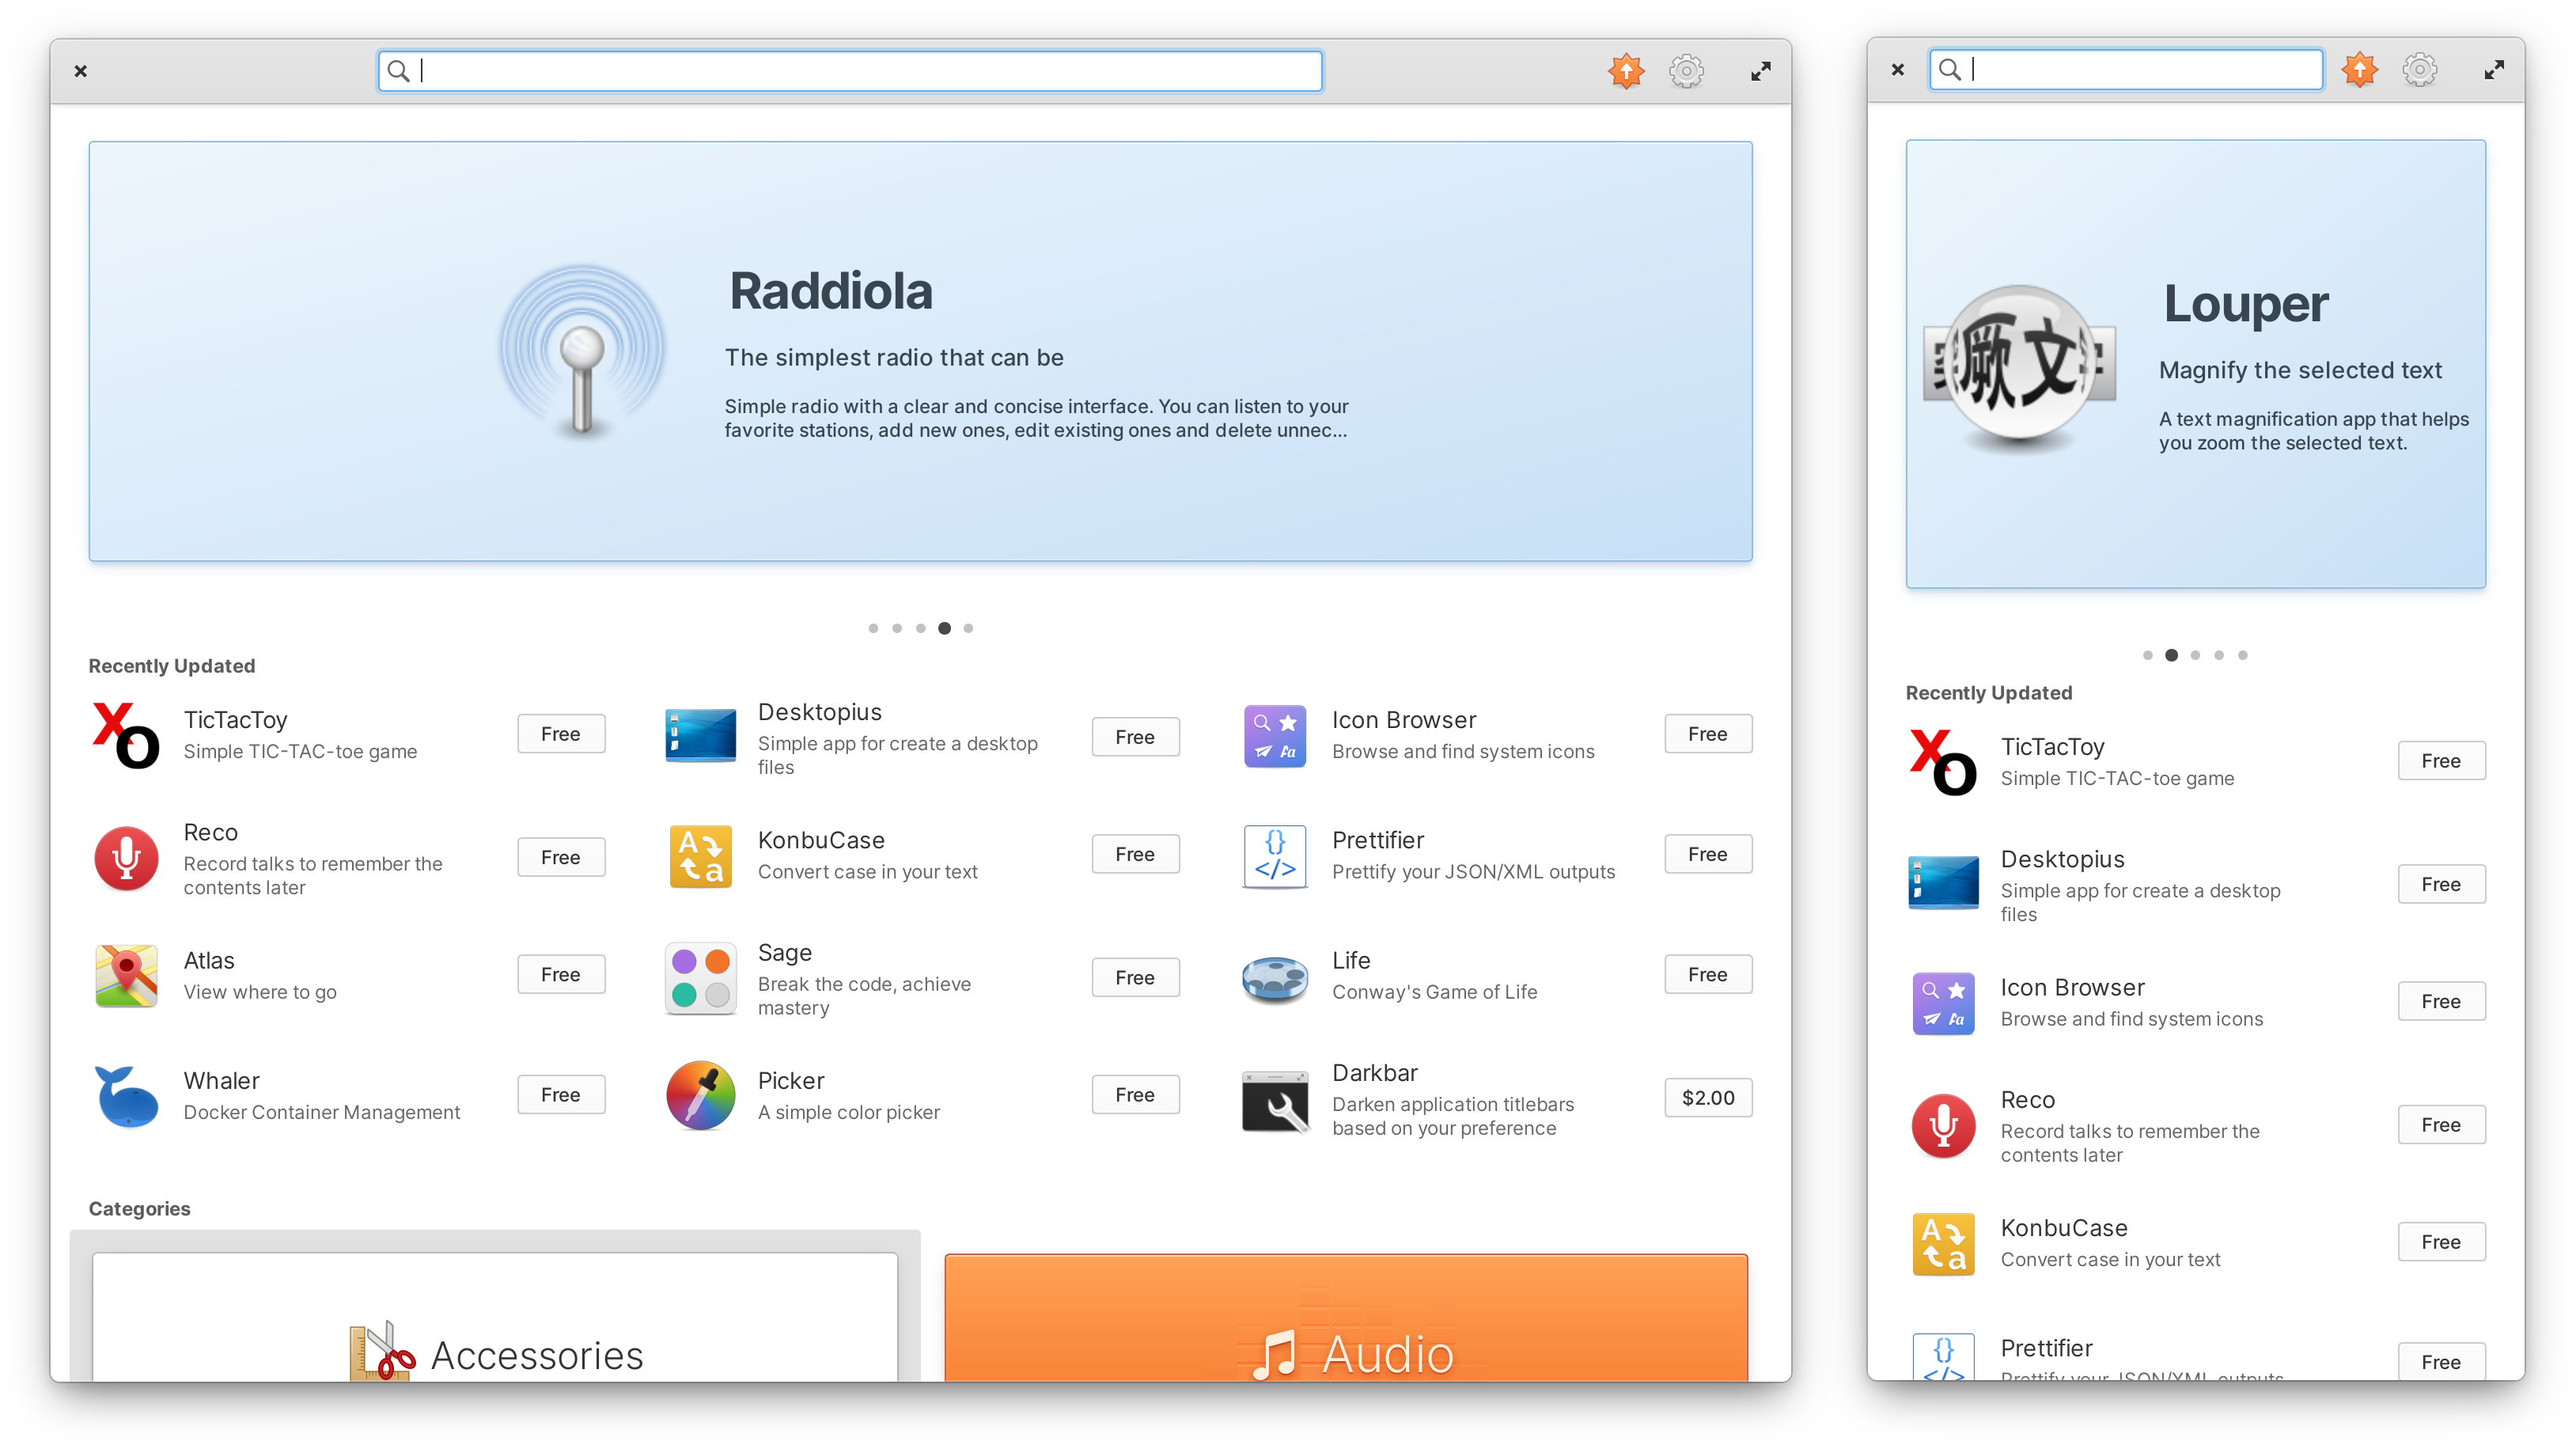 Raddiola
The simplest radio that can be
Simple radio with a clear and concise interface. You can listen to your
favorite stations, add new ones, edit existing ones and delete unnec...
Recently Updated
TicTacToy
Simple TIC-TAC-toe game
Free
Desktopius
Simple app for create a desktop
files
Free
Icon Browser
Browse and find system icons
Free
Reco
Record talks to remember the
contents later
Free
KonbuCase
Convert case in your text
Free
Prettifier
Prettify your JSON/XML outputs
Free
Atlas
View where to go
Free
Sage
Break the code, achieve
mastery
Free
Life
Conway's Game of Life
Free
Whaler
Docker Container Management
Free
Picker
A simple color picker
Free
Darkbar
Darken application titlebars
based on your preference
$2.00
Categories
Accessories
Audio
文
Louper
Magnify the selected text
A text magnification app that helps
you zoom the selected text.
Recently Updated
TicTacToy
Simple TIC-TAC-toe game
Free
Desktopius
Simple app for create a desktop
files
Free
Icon Browser
Browse and find system icons
Free
Reco
Record talks to remember the
contents later
Free
KonbuCase
Convert case in your text
Free
Prettifier
Prettify your JSON/XML outputs
Free